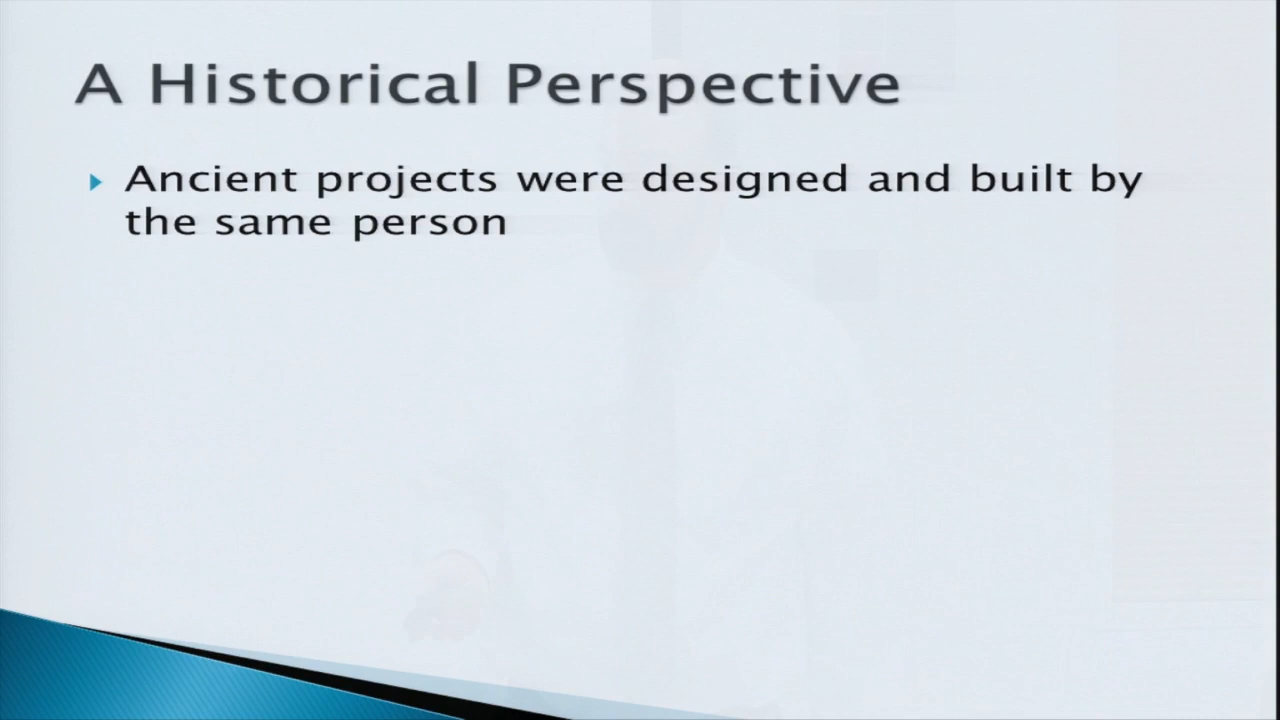 A Historical Perspective
Ancient projects were designed and built by
the same person